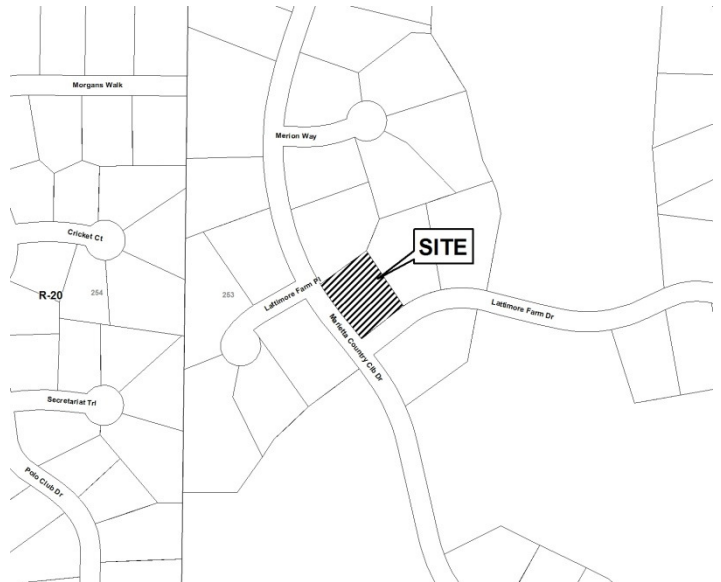 Morgans Walk
Merion Way
Cricket Ct
SITE
R-20
254
253
Lattimore Farm Pl
Lattimore Farm Dr
Marietta Country Clb Dr
Secretariat Trl
Polo Club Dr